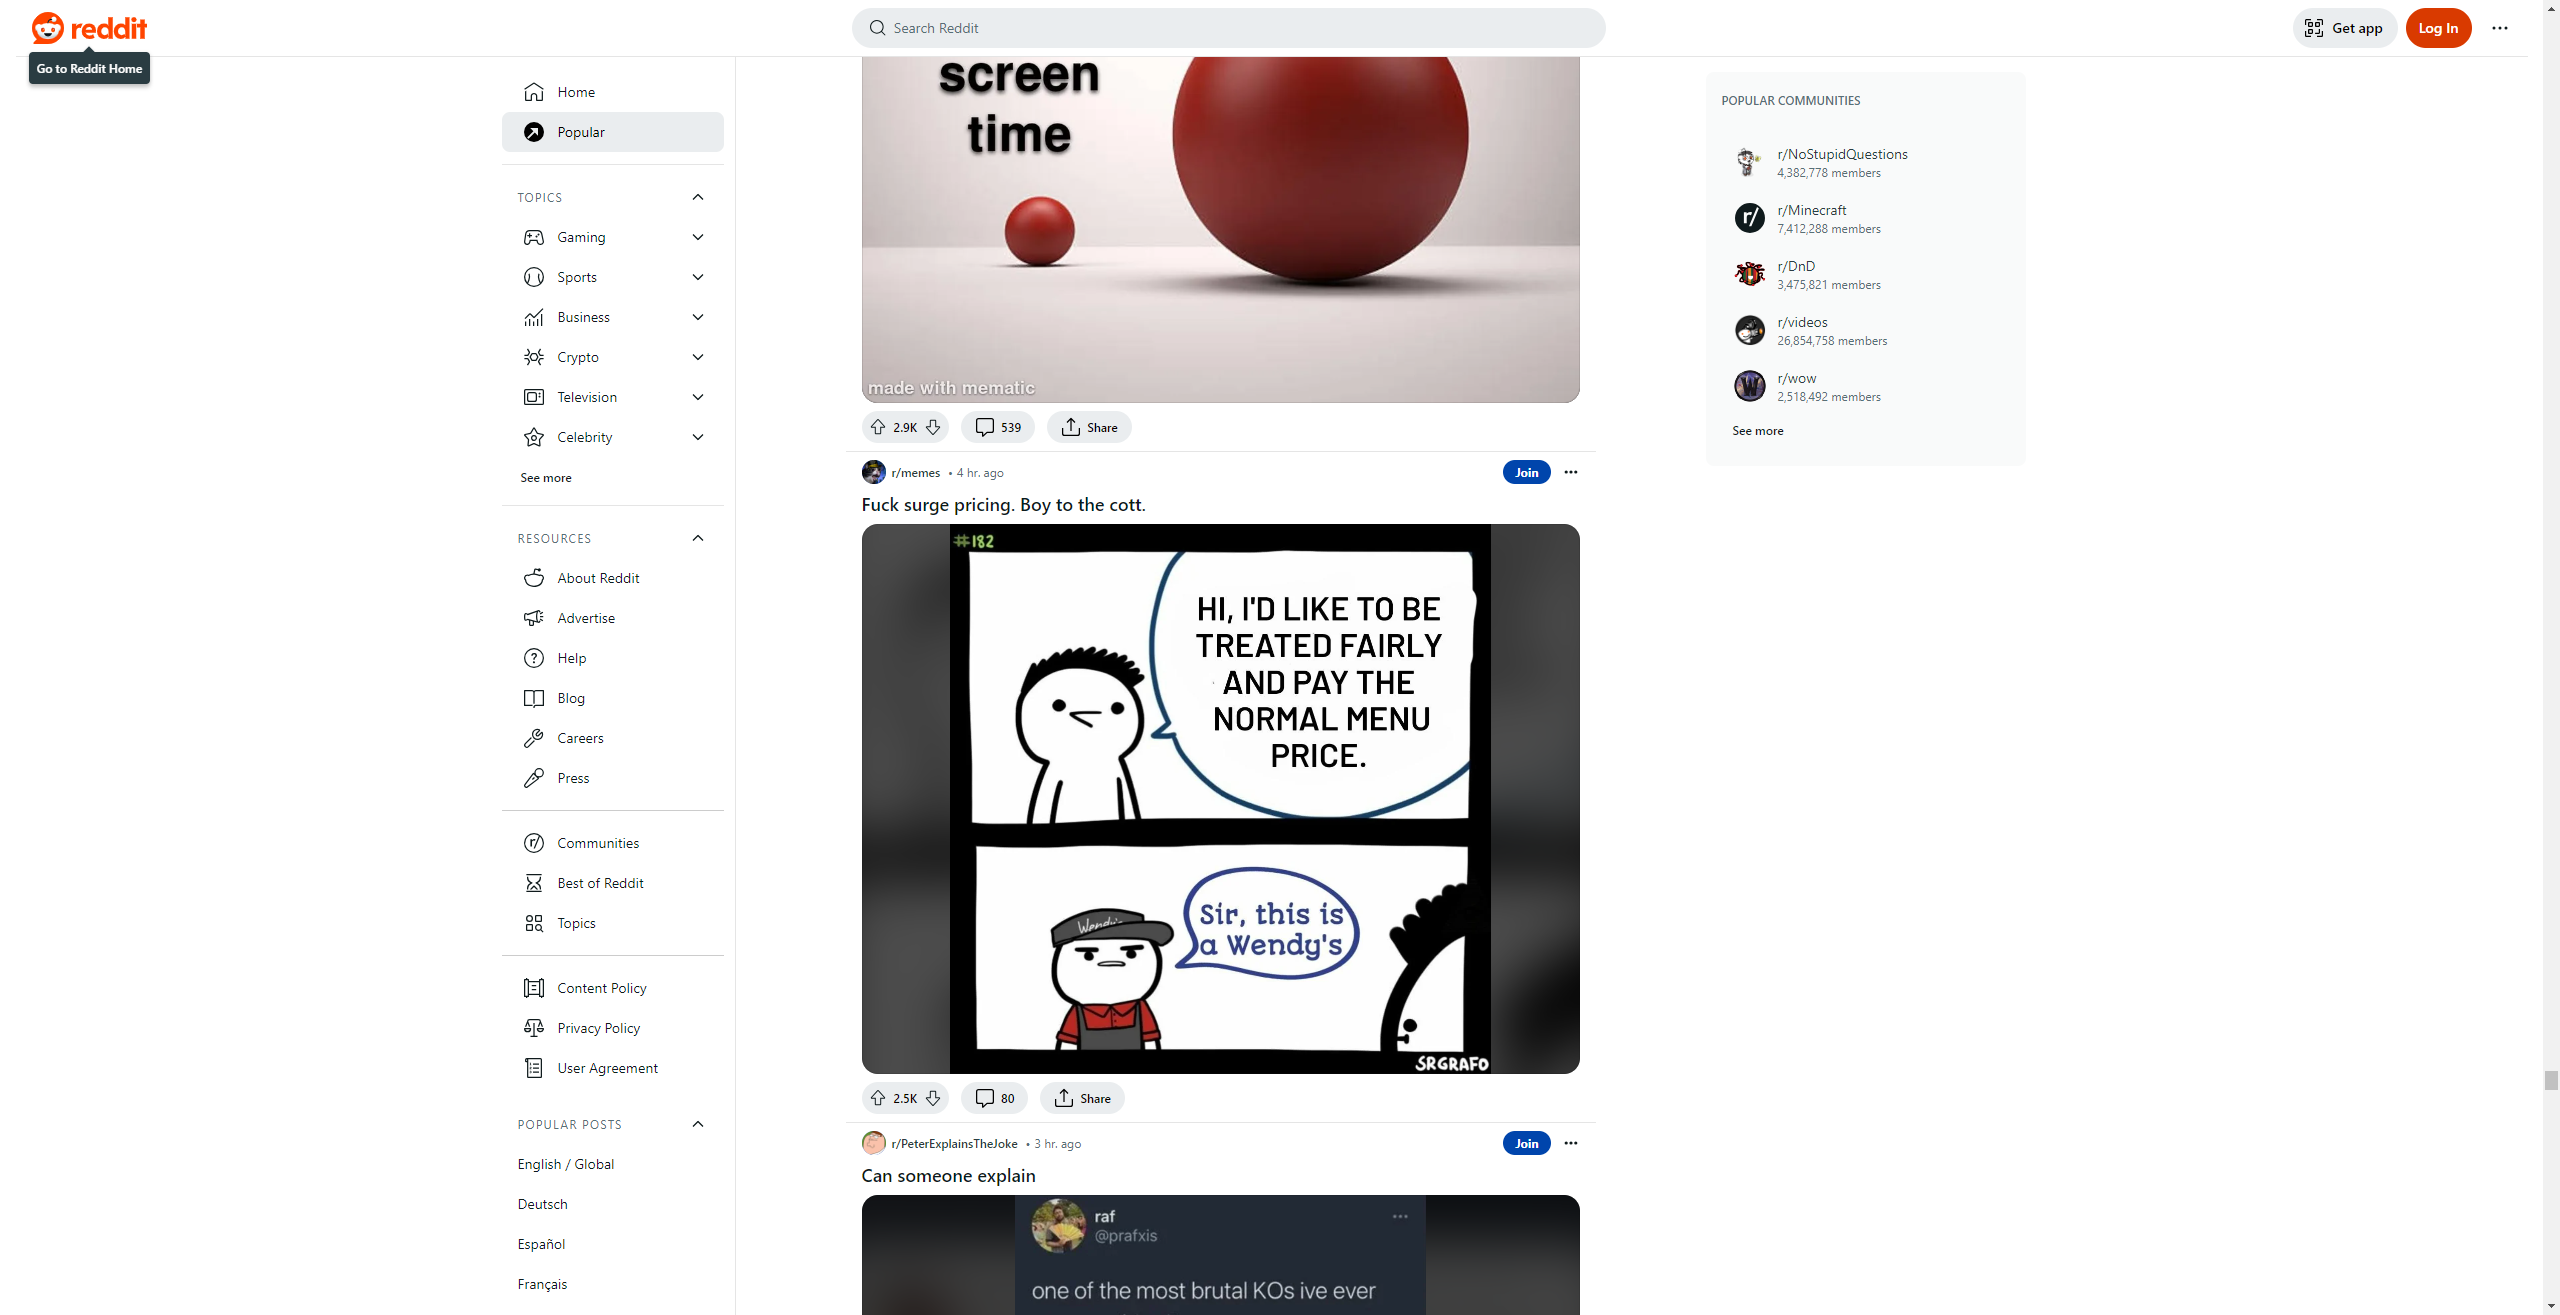 reddit
Search Reddit
Get app
Log In
Go to Reddit Home
Home
Popular
TOPICS
Gaming
Sports
Business
Crypto
Television
Celebrity
See more
RESOURCES
About Reddit
Advertise
Help
Blog
Careers
Press
Communities
Best of Reddit
Topics
Content Policy
Privacy Policy
User Agreement
POPULAR POSTS
English / Global
Deutsch
Español
Français
screen
time
made with mematic
2.9K
539
Share
r/memes • 4 hr. ago
Join
Fuck surge pricing. Boy to the cott.
#182
HI, I'D LIKE TO BE
TREATED FAIRLY
AND PAY THE
NORMAL MENU
PRICE.
Wendy's
Sir, this is
a Wendy's
SRGRAFO
2.5K
80
Share
r/PeterExplainsTheJoke • 3 hr. ago
Join
Can someone explain
raf
@prafxis
one of the most brutal KOs ive ever
POPULAR COMMUNITIES
r/NoStupidQuestions
4,382,778 members
r/
r/Minecraft
7,412,288 members
r/DnD
3,475,821 members
r/videos
26,854,758 members
W
r/wow
2,518,492 members
See more